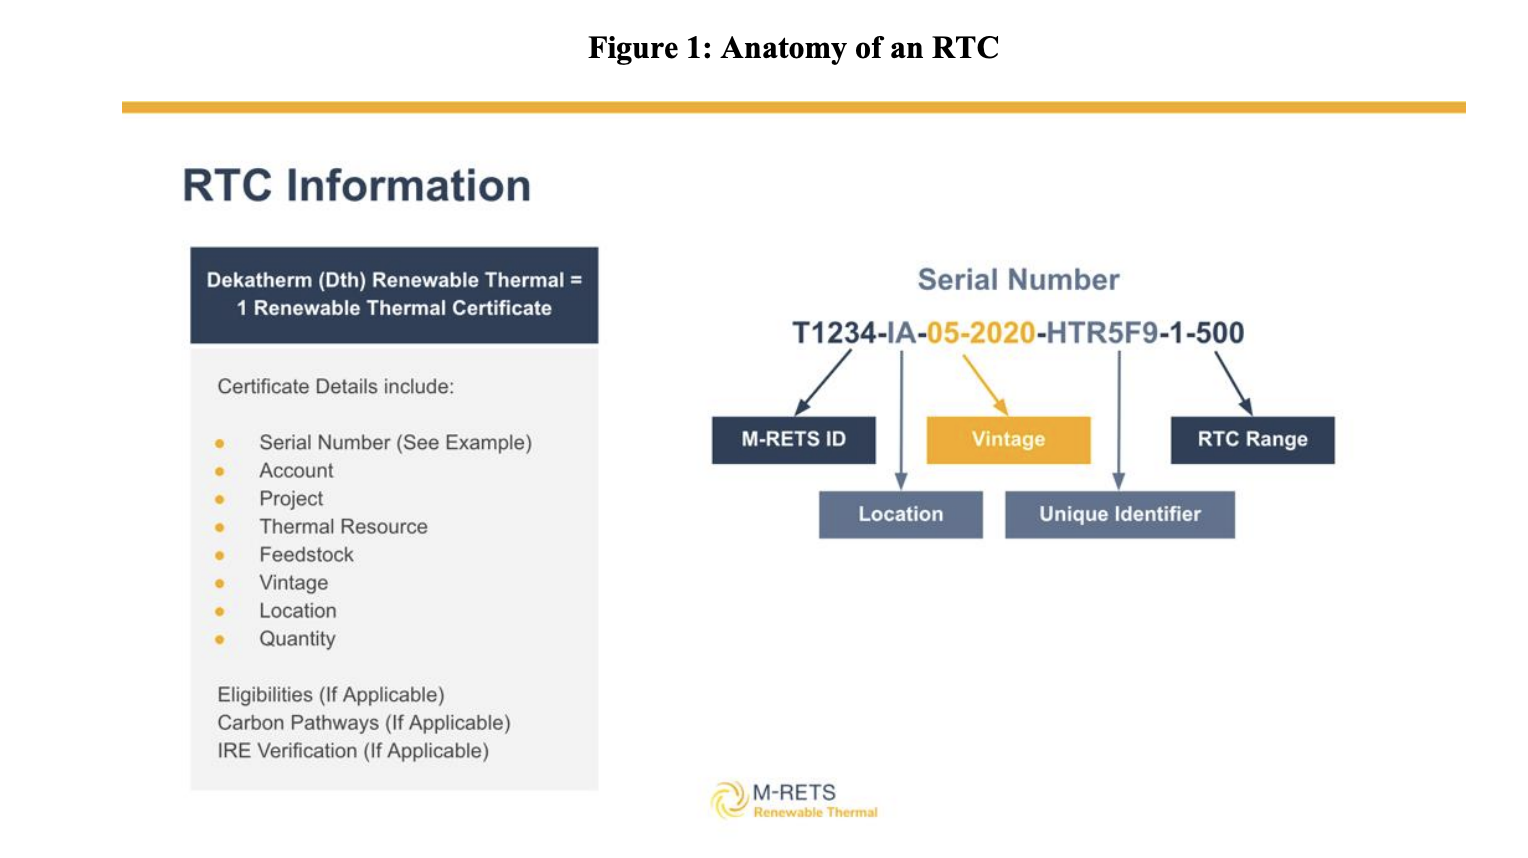 Figure 1: Anatomy of an RTC
RTC Information
Dekatherm (Dth) Renewable Thermal =
1 Renewable Thermal Certificate
Certificate Details include:
● Serial Number (See Example)
● Account
● Project
● Thermal Resource
● Feedstock
● Vintage
● Location
● Quantity
Eligibilities (If Applicable)
Carbon Pathways (If Applicable)
IRE Verification (If Applicable)
Serial Number
T1234-IA-05-2020-HTR5F9-1-500
M-RETS ID
Vintage
RTC Range
Location
Unique Identifier
M-RETS
Renewable Thermal